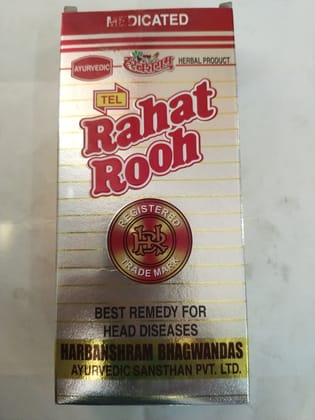 MEDICATED
AYURVEDIC
HERBAL PRODUCT
TEL
Rahat
Rooh
REGISTERED
TRADE MARK
BEST REMEDY FOR
HEAD DISEASES
HARBANSHRAM BHAGWANDAS
AYURVEDIC SANSTHAN PVT. LTD.